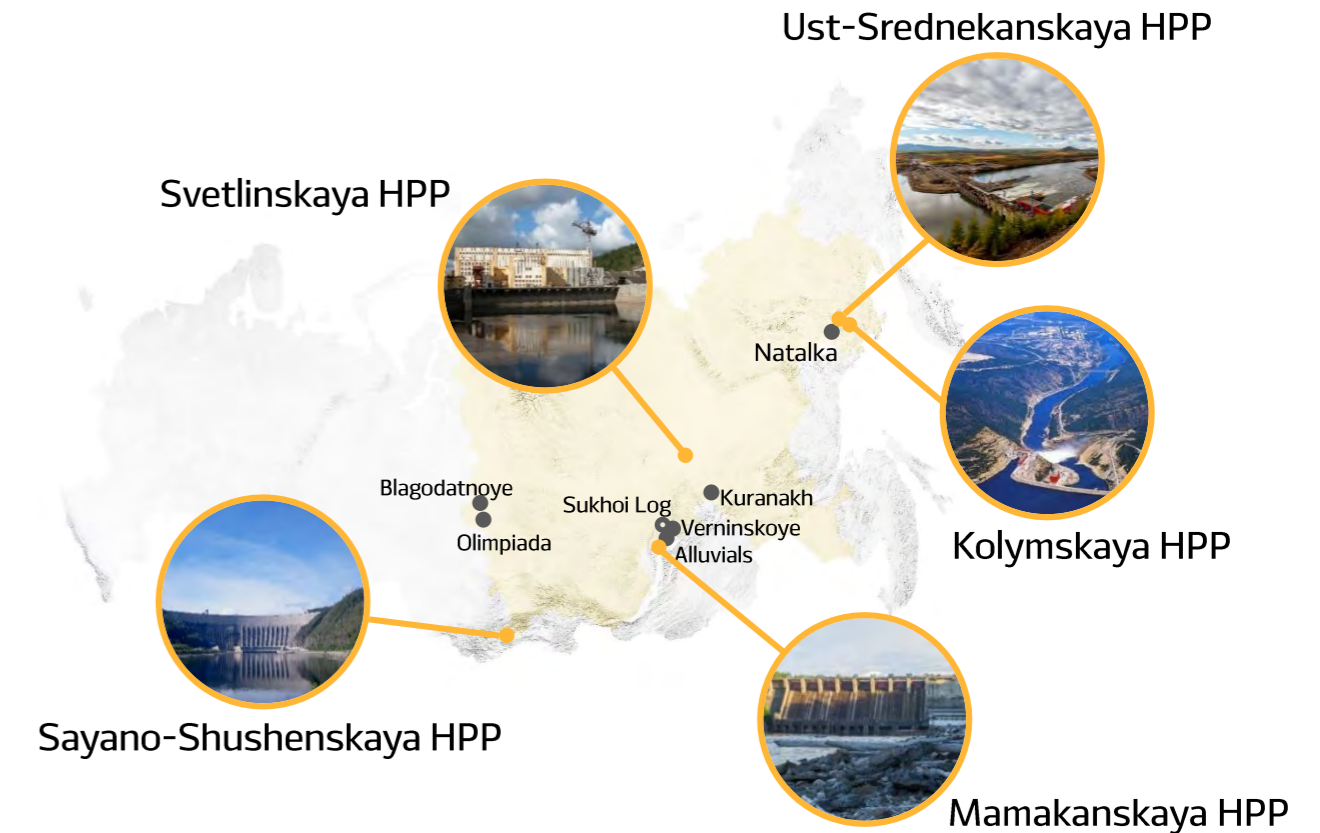 Ust-Srednekanskaya HPP
Svetlinskaya HPP
Natalka
Blagodatnoye
Sukhoi Log
Kuranakh
Verninskoye
Olimpiada
Alluvials
Kolymskaya HPP
Sayano-Shushenskaya HPP
Mamakanskaya HPP